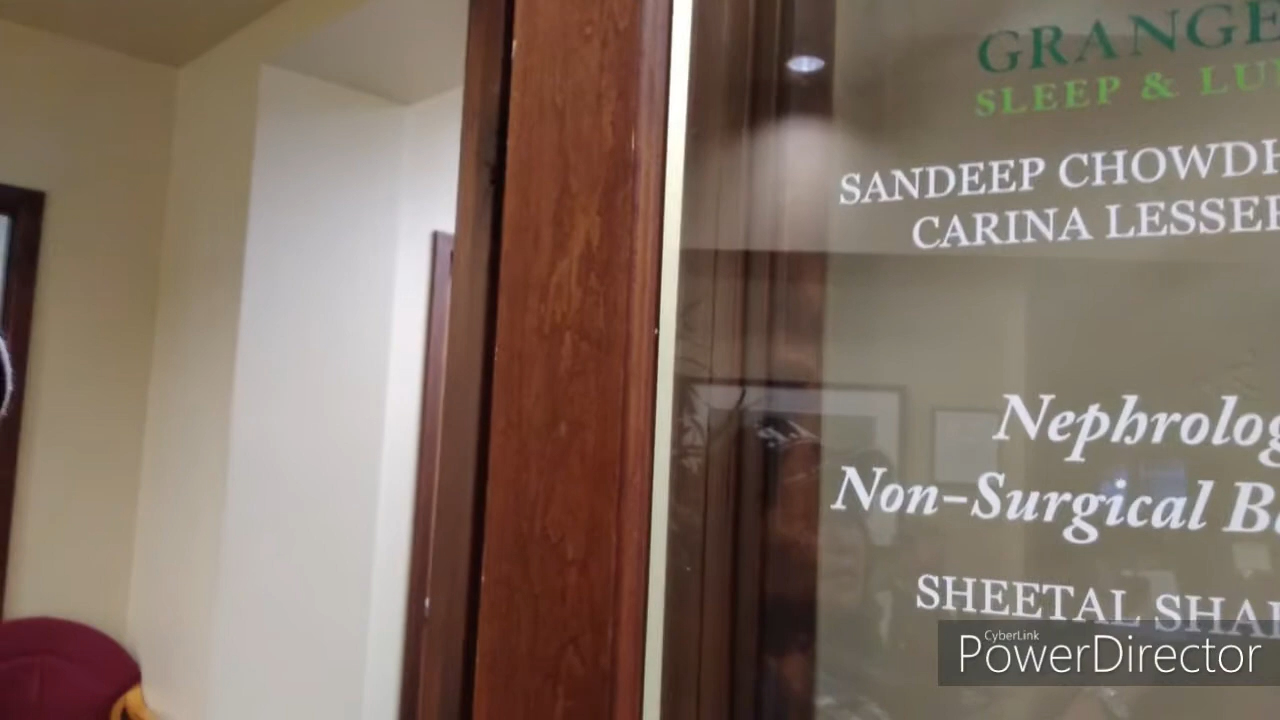 GRANGE
SLEEP & LU
SANDEEP CHOWDH
CARINA LESSER
Nephrolog
Non-Surgical B
SHEETAL SHA
CyberLink
PowerDirector